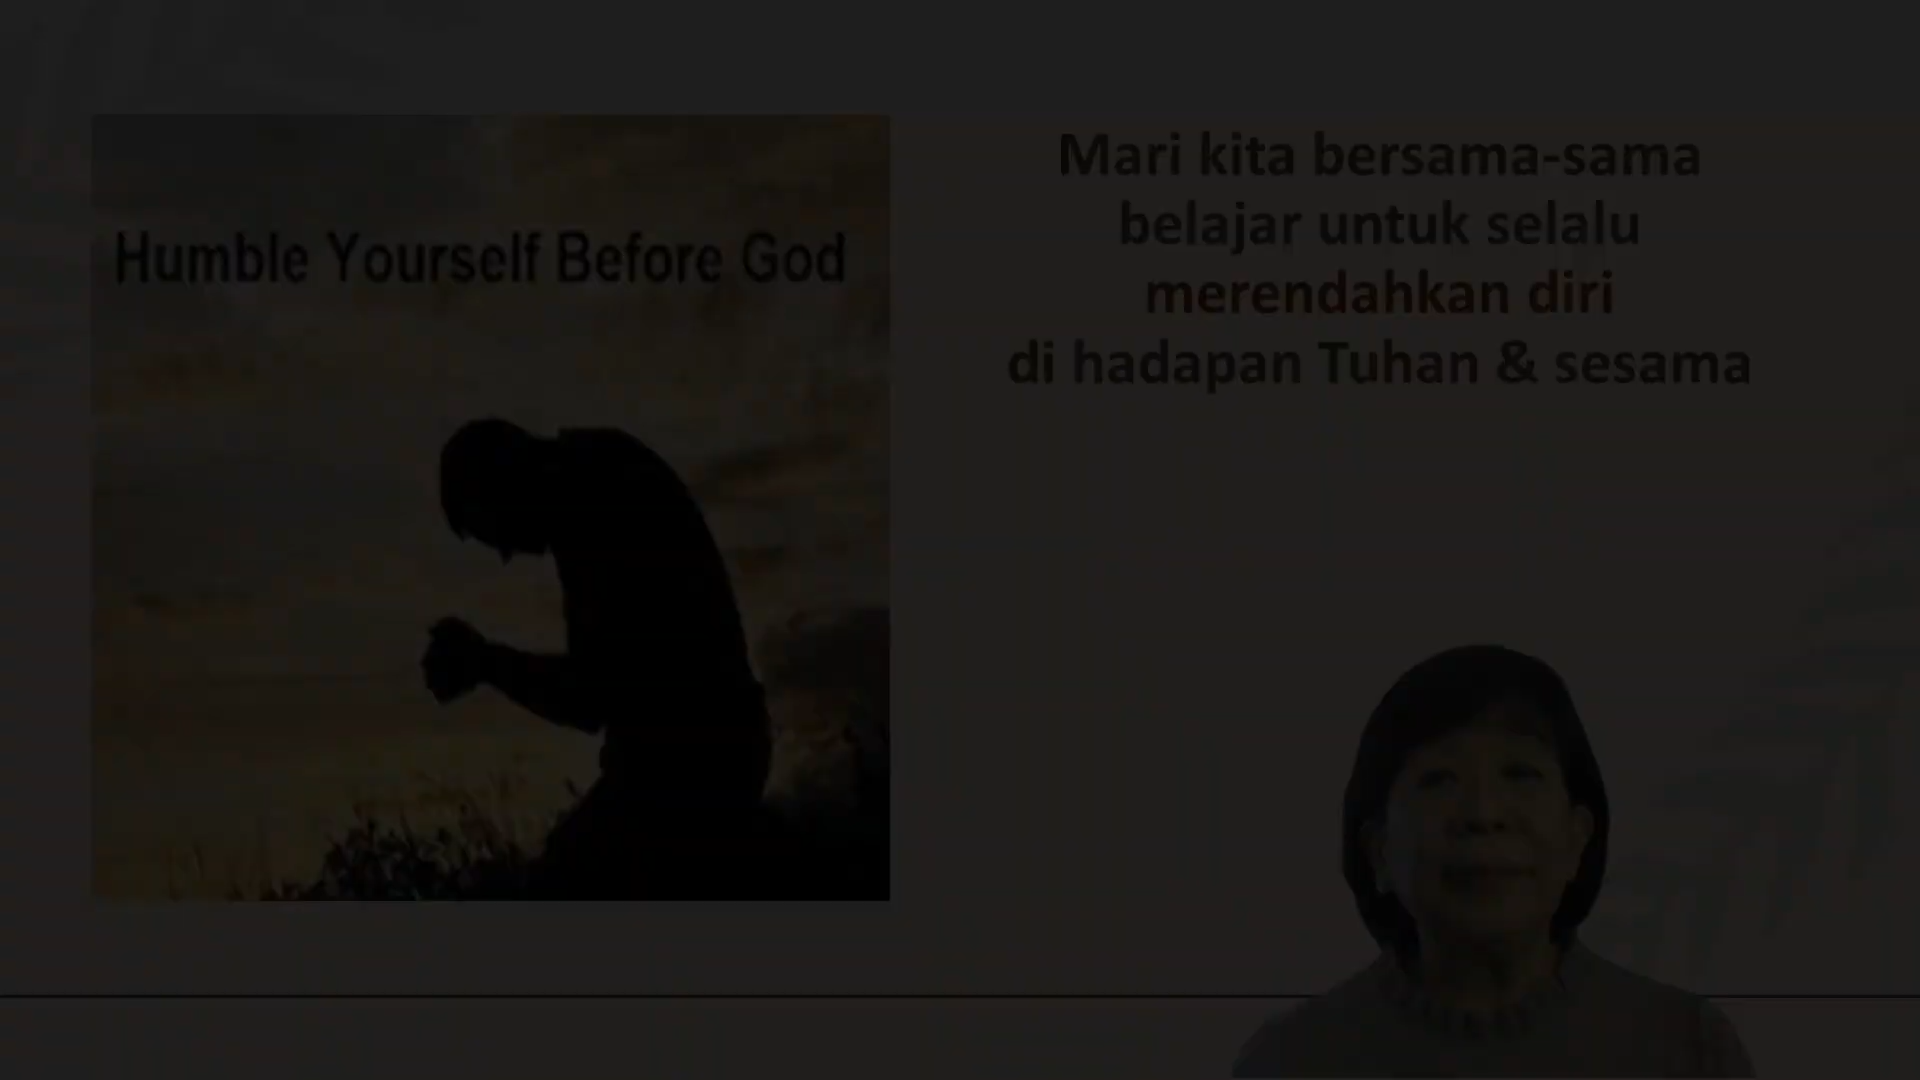 Humble Yourself Before God
Mari kita bersama-sama
belajar untuk selalu
merendahkan diri
di hadapan Tuhan & sesama